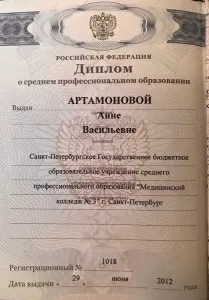 РОССИЙСКАЯ ФЕДЕРАЦИЯ
Диплом
о среднем профессиональном образовании
Выдан
АРТАМОНОВОЙ
Анне
Васильевне
Санкт-Петербургское Государственное бюджетное
образовательное учреждение среднего
профессионального образования "Медицинский
колледж № 3" г. Санкт-Петербург
Регистрационный № 1018
Дата выдачи « 29 » июня 2012 года